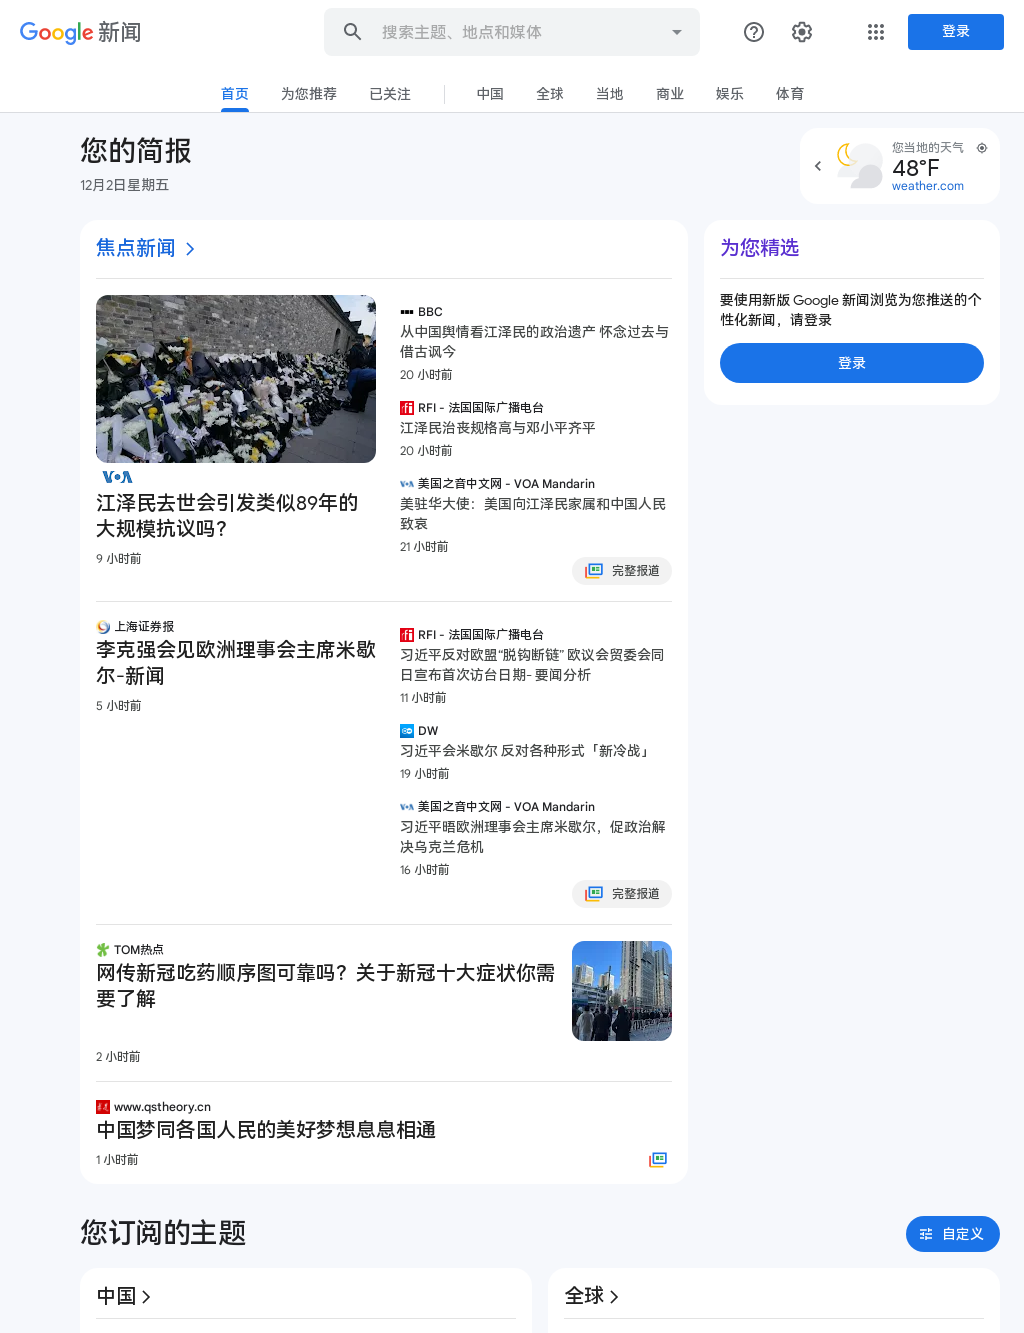 Google 新闻
搜索主题、地点和媒体
登录
首页
为您推荐
已关注
中国
全球
当地
商业
娱乐
体育
您的简报
12月2日星期五
您当地的天气
48°F
weather.com
焦点新闻
VOA
江泽民去世会引发类似89年的
大规模抗议吗？
9 小时前
BBC
从中国舆情看江泽民的政治遗产 怀念过去与
借古讽今
20 小时前
RFI - 法国国际广播电台
江泽民治丧规格高与邓小平齐平
20 小时前
VOA 美国之音中文网 - VOA Mandarin
美驻华大使：美国向江泽民家属和中国人民
致哀
21 小时前
完整报道
上海证券报
李克强会见欧洲理事会主席米歇
尔-新闻
5 小时前
RFI - 法国国际广播电台
习近平反对欧盟“脱钩断链” 欧议会贸委会同
日宣布首次访台日期- 要闻分析
11 小时前
DW
习近平会米歇尔 反对各种形式「新冷战」
19 小时前
VOA 美国之音中文网 - VOA Mandarin
习近平晤欧洲理事会主席米歇尔，促政治解
决乌克兰危机
16 小时前
完整报道
TOM热点
网传新冠吃药顺序图可靠吗？关于新冠十大症状你需
要了解
2 小时前
www.qstheory.cn
中国梦同各国人民的美好梦想息息相通
1 小时前
为您精选
要使用新版 Google 新闻浏览为您推送的个
性化新闻，请登录
登录
您订阅的主题
自定义
中国
全球